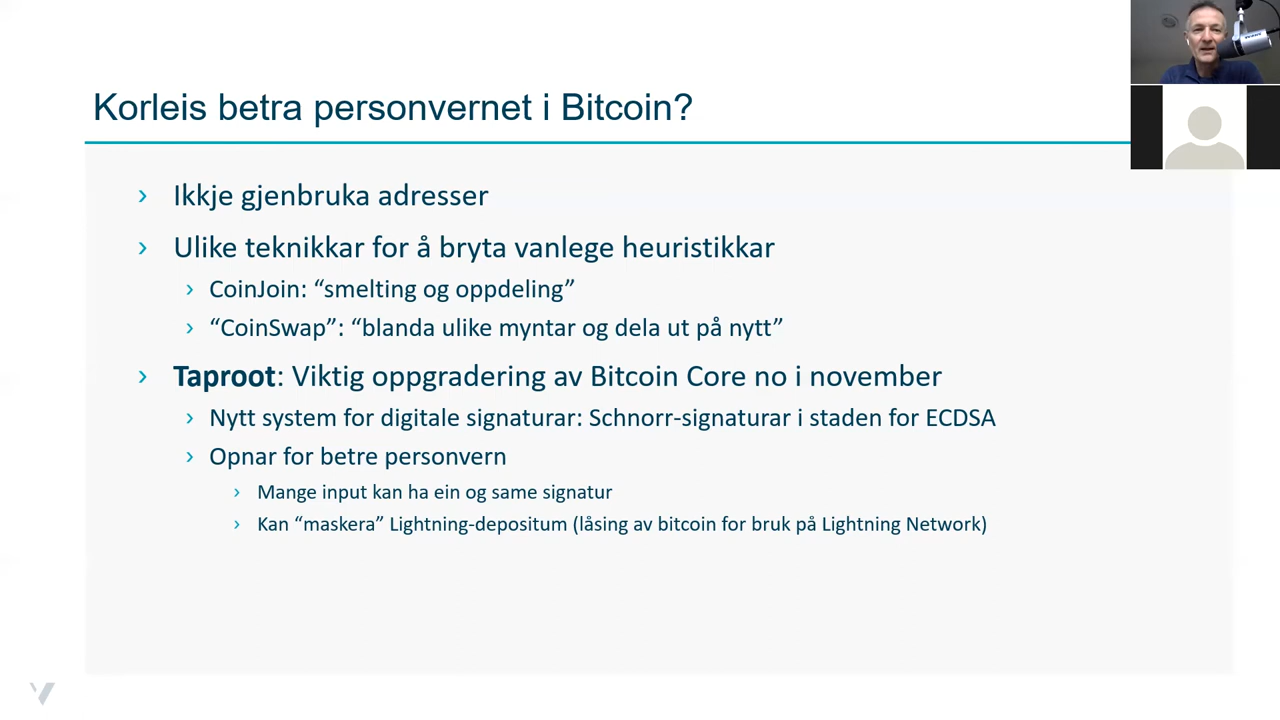 Korleis betra personvernet i Bitcoin?
› Ikkje gjenbruka adresser
› Ulike teknikkar for å bryta vanlege heuristikkar
› CoinJoin: “smelting og oppdeling”
› “CoinSwap”: “blanda ulike myntar og dela ut på nytt”
› Taproot: Viktig oppgradering av Bitcoin Core no i november
› Nytt system for digitale signaturar: Schnorr-signaturar i staden for ECDSA
› Opnar for betre personvern
› Mange input kan ha ein og same signatur
› Kan “maskera” Lightning-depositum (låsing av bitcoin for bruk på Lightning Network)